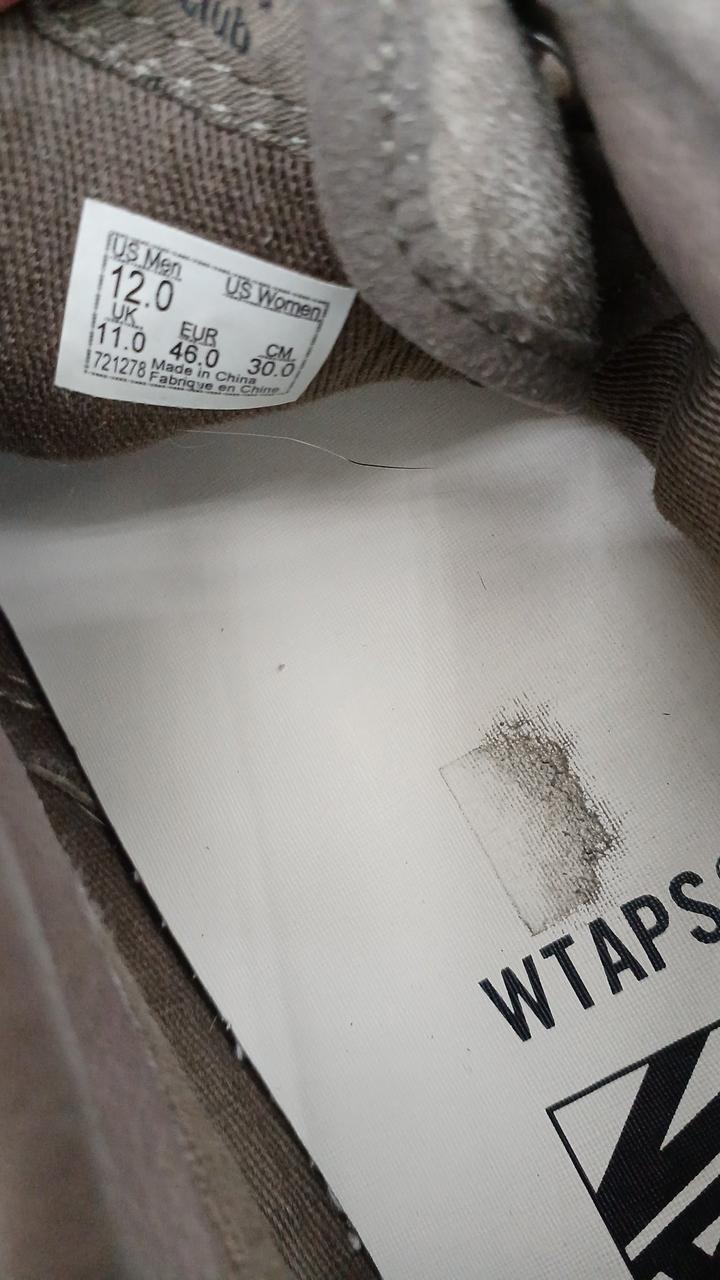 club
US Men
US Women
12.0
UK
EUR
CM
11.0
46.0
30.0
721278
Made in China
Fabrique en Chine
WTAPS